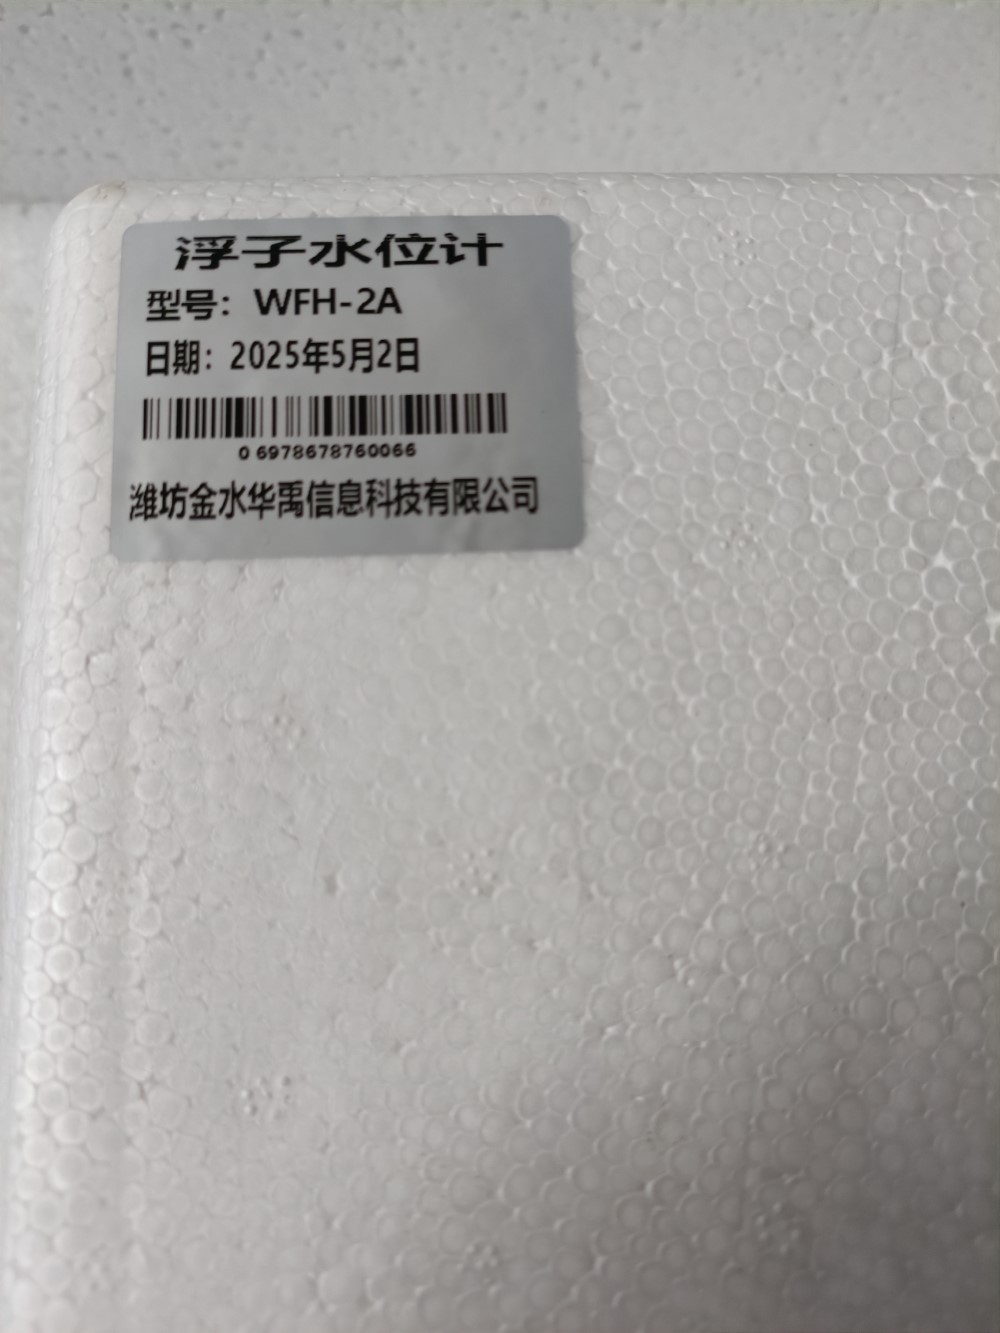 浮子水位计
型号：WFH-2A
日期：2025年5月2日
0 6978678760066
潍坊金水华禹信息科技有限公司